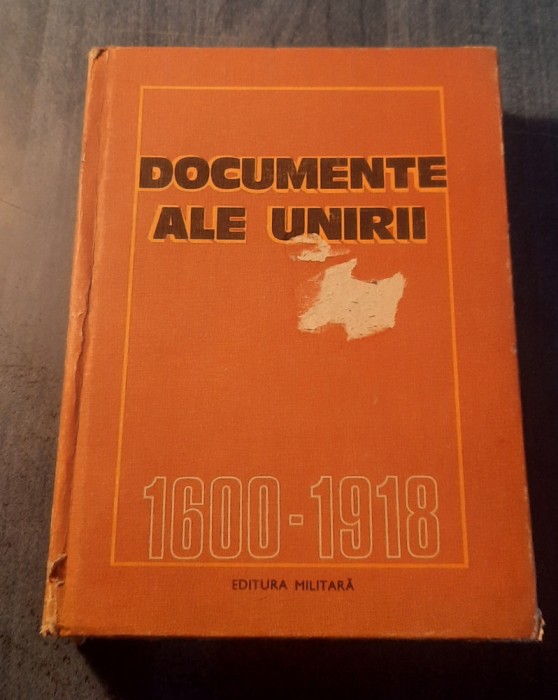 DOCUMENTE
ALE UNIRII
1600-1918
EDITURA MILITARĂ